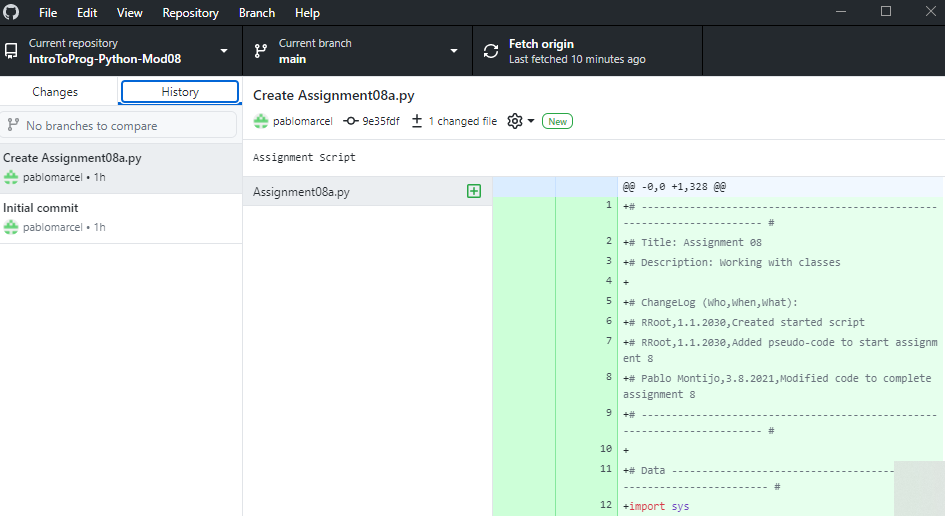 File Edit View Repository Branch Help
Current repository
IntroToProg-Python-Mod08
Current branch
main
Fetch origin
Last fetched 10 minutes ago
Changes
History
No branches to compare
Create Assignment08a.py
pablomarcel • 1h
Initial commit
pablomarcel • 1h
Create Assignment08a.py
pablomarcel 9e35fdf 1 changed file New
Assignment Script
Assignment08a.py
@@ -0,0 +1,328 @@
1 +# ------------------------------------------------
---------------------- #
2 +# Title: Assignment 08
3 +# Description: Working with classes
4 +
5 +# ChangeLog (Who,When,What):
6 +# RRoot,1.1.2030,Created started script
7 +# RRoot,1.1.2030,Added pseudo-code to start assignm
ent 8
8 +# Pablo Montijo,3.8.2021,Modified code to complete
assignment 8
9 +# ------------------------------------------------
---------------------- #
10 +
11 +# Data -------------------------------------------
----------------------- #
12 +import sys